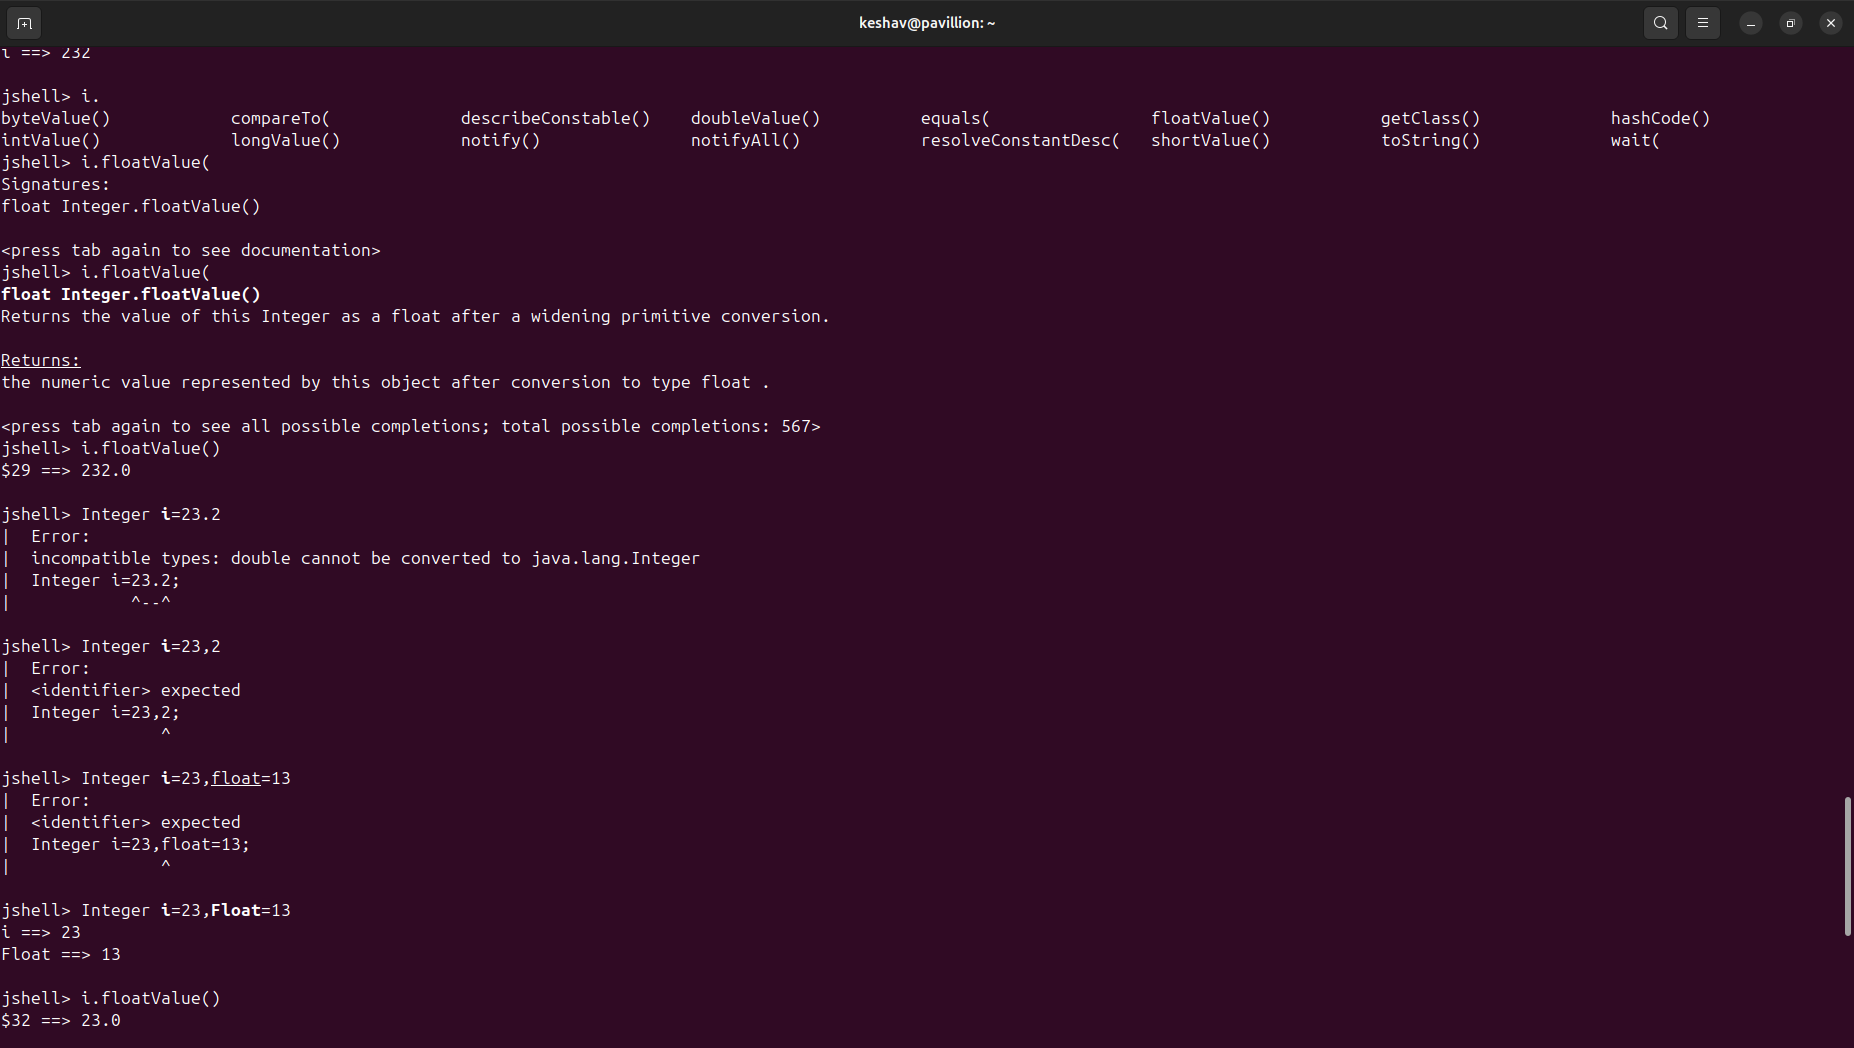 keshav@pavillion: ~
i ==> 232
jshell> i.
byteValue() compareTo( describeConstable() doubleValue() equals( floatValue() getClass() hashCode()
intValue() longValue() notify() notifyAll() resolveConstantDesc( shortValue() toString() wait(
jshell> i.floatValue(
Signatures:
float Integer.floatValue()
<press tab again to see documentation>
jshell> i.floatValue(
float Integer.floatValue()
Returns the value of this Integer as a float after a widening primitive conversion.
Returns:
the numeric value represented by this object after conversion to type float .
<press tab again to see all possible completions; total possible completions: 567>
jshell> i.floatValue()
$29 ==> 232.0
jshell> Integer i=23.2
|  Error:
|  incompatible types: double cannot be converted to java.lang.Integer
|  Integer i=23.2;
|            ^--^
jshell> Integer i=23,2
|  Error:
|  <identifier> expected
|  Integer i=23,2;
|               ^
jshell> Integer i=23,float=13
|  Error:
|  <identifier> expected
|  Integer i=23,float=13;
|               ^
jshell> Integer i=23,Float=13
i ==> 23
Float ==> 13
jshell> i.floatValue()
$32 ==> 23.0